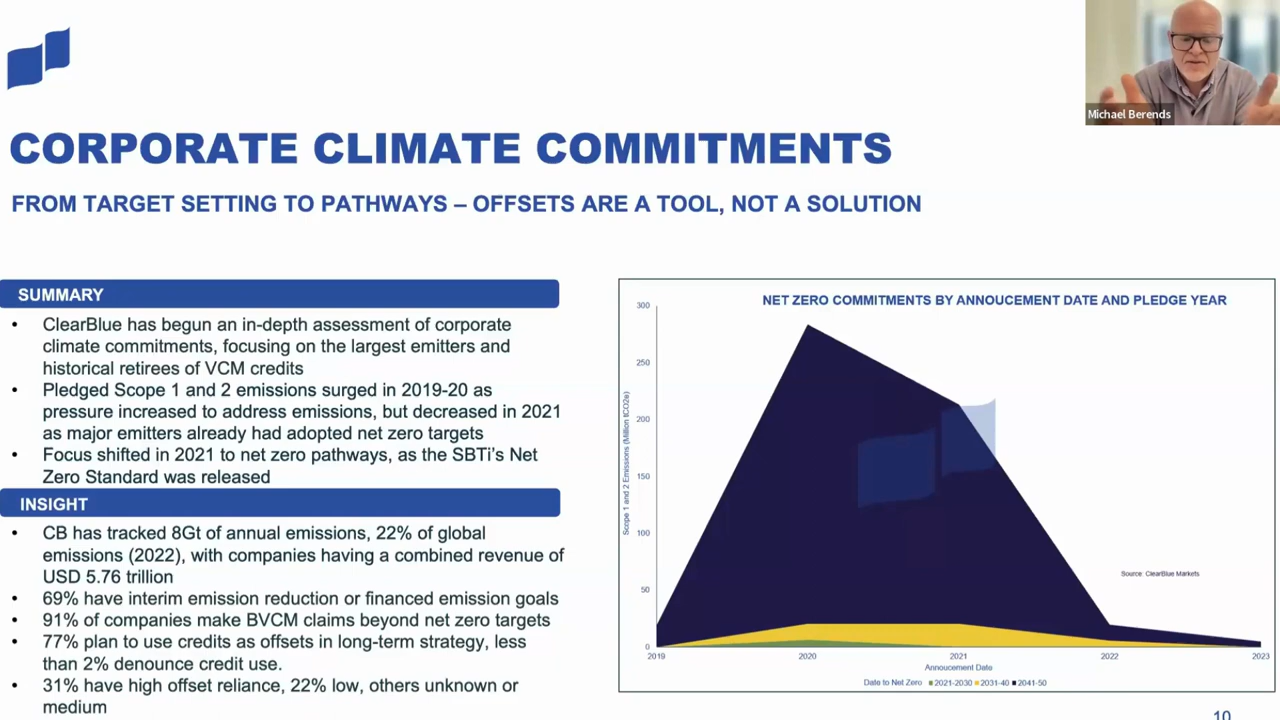 Michael Berends
CORPORATE CLIMATE COMMITMENTS
FROM TARGET SETTING TO PATHWAYS – OFFSETS ARE A TOOL, NOT A SOLUTION
SUMMARY
• ClearBlue has begun an in-depth assessment of corporate
climate commitments, focusing on the largest emitters and
historical retirees of VCM credits
• Pledged Scope 1 and 2 emissions surged in 2019-20 as
pressure increased to address emissions, but decreased in 2021
as major emitters already had adopted net zero targets
• Focus shifted in 2021 to net zero pathways, as the SBTi's Net
Zero Standard was released
INSIGHT
• CB has tracked 8Gt of annual emissions, 22% of global
emissions (2022), with companies having a combined revenue of
USD 5.76 trillion
• 69% have interim emission reduction or financed emission goals
• 91% of companies make BVCM claims beyond net zero targets
• 77% plan to use credits as offsets in long-term strategy, less
than 2% denounce credit use.
• 31% have high offset reliance, 22% low, others unknown or
medium
NET ZERO COMMITMENTS BY ANNOUCEMENT DATE AND PLEDGE YEAR
Scope 1 and 2 Emissions (Million tCO2e)
300
250
200
150
100
50
0
2019 2020 2021 2022 2023
Annoucement Date
Date to Net Zero 2021-2030 2031-40 2041-50
Source: ClearBlue Markets
10